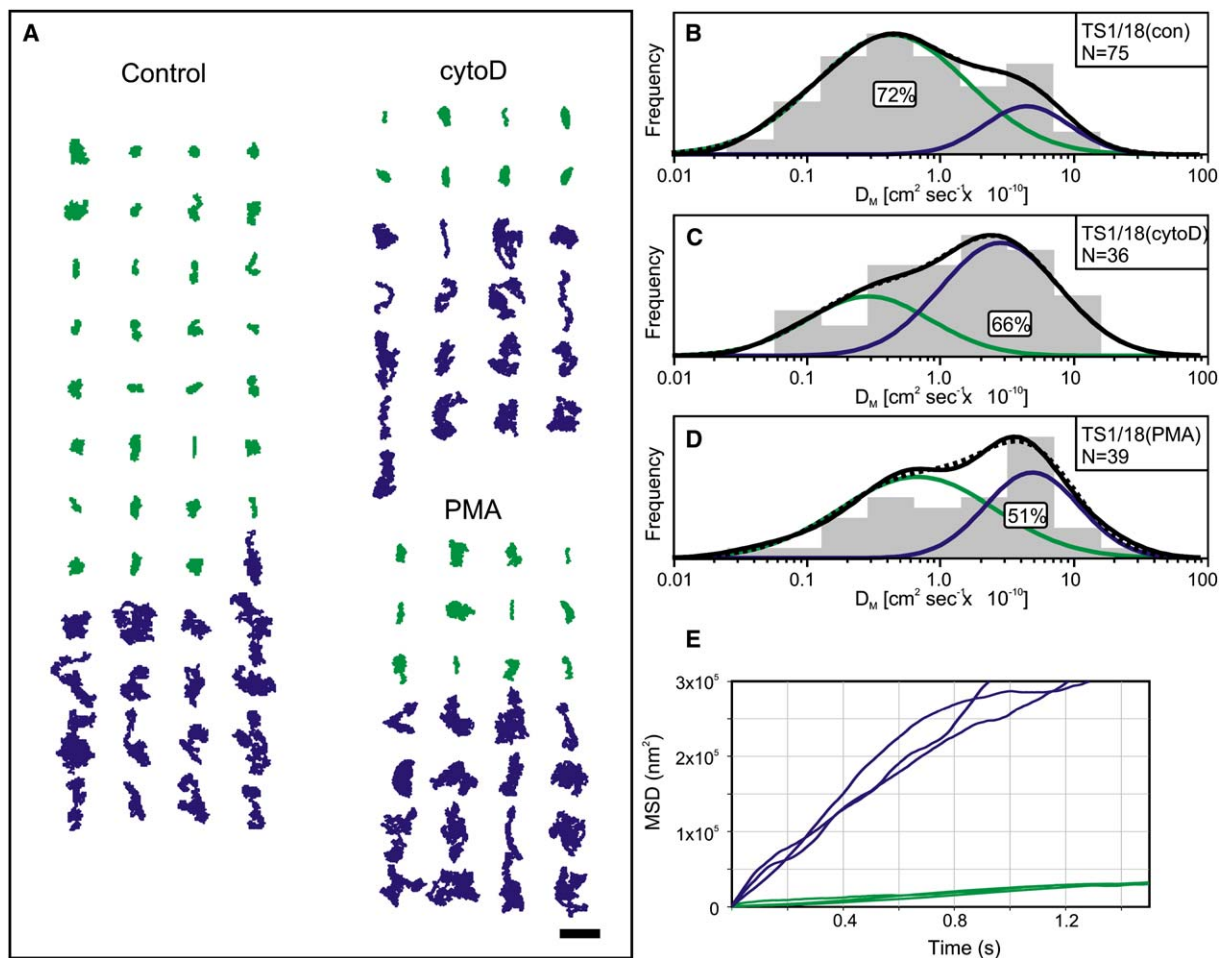 A
Control
cytoD
PMA
B
Frequency
72%
TS1/18(con)
N=75
0.01 0.1 1.0 10 100
D_M [cm² sec⁻¹x 10⁻¹⁰]
C
Frequency
66%
TS1/18(cytoD)
N=36
0.01 0.1 1.0 10 100
D_M [cm² sec⁻¹x 10⁻¹⁰]
D
Frequency
51%
TS1/18(PMA)
N=39
0.01 0.1 1.0 10 100
D_M [cm² sec⁻¹x 10⁻¹⁰]
E
MSD (nm²)
3x10⁵
2x10⁵
1x10⁵
0
0.4 0.8 1.2
Time (s)